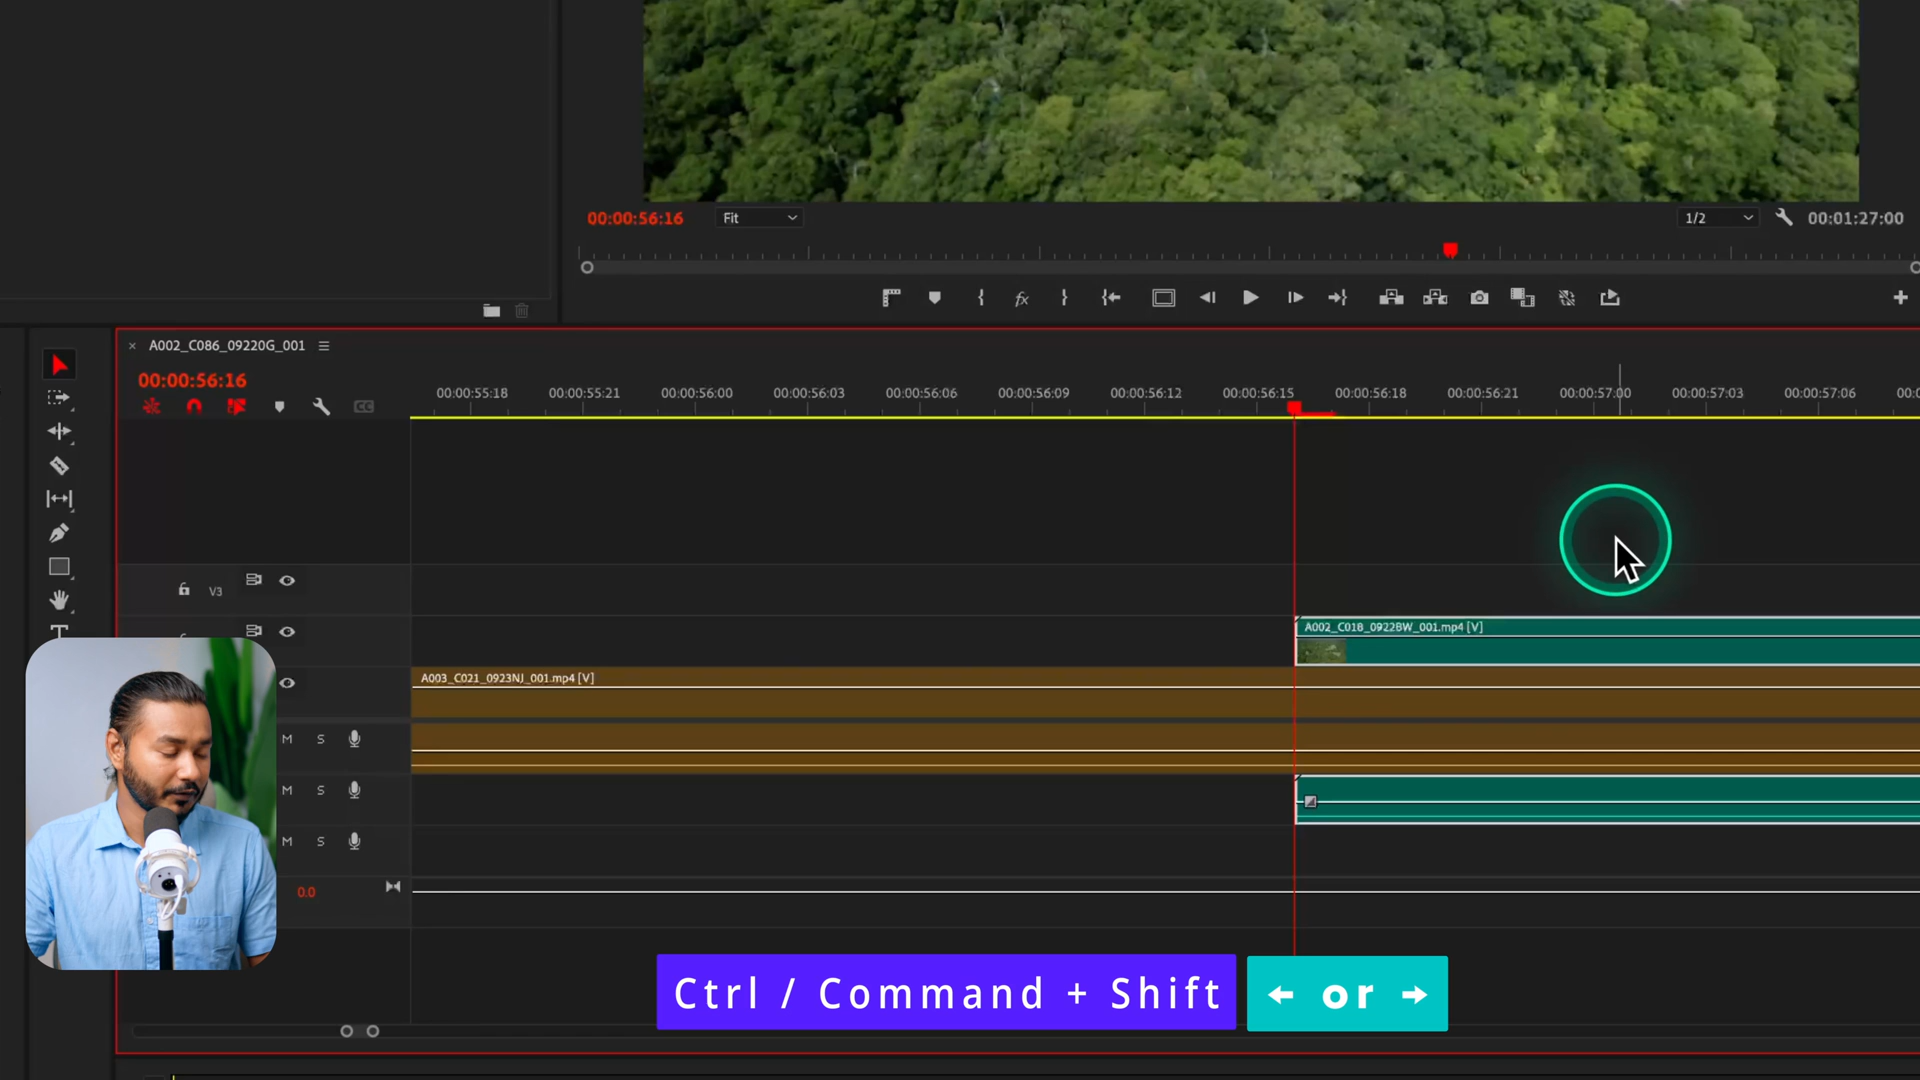 00:00:56:16
Fit
1/2
00:01:27:00
fx
× A002_C086_09220G_001
00:00:56:16
CC
00:00:55:18 00:00:55:21 00:00:56:00 00:00:56:03 00:00:56:06 00:00:56:09 00:00:56:12 00:00:56:15 00:00:56:18 00:00:56:21 00:00:57:00 00:00:57:03 00:00:57:06
V3
A002_C018_0922BW_001.mp4 [V]
A003_C021_0923NJ_001.mp4 [V]
M S
M S
M S
0.0
T
Ctrl / Command + Shift ← or →